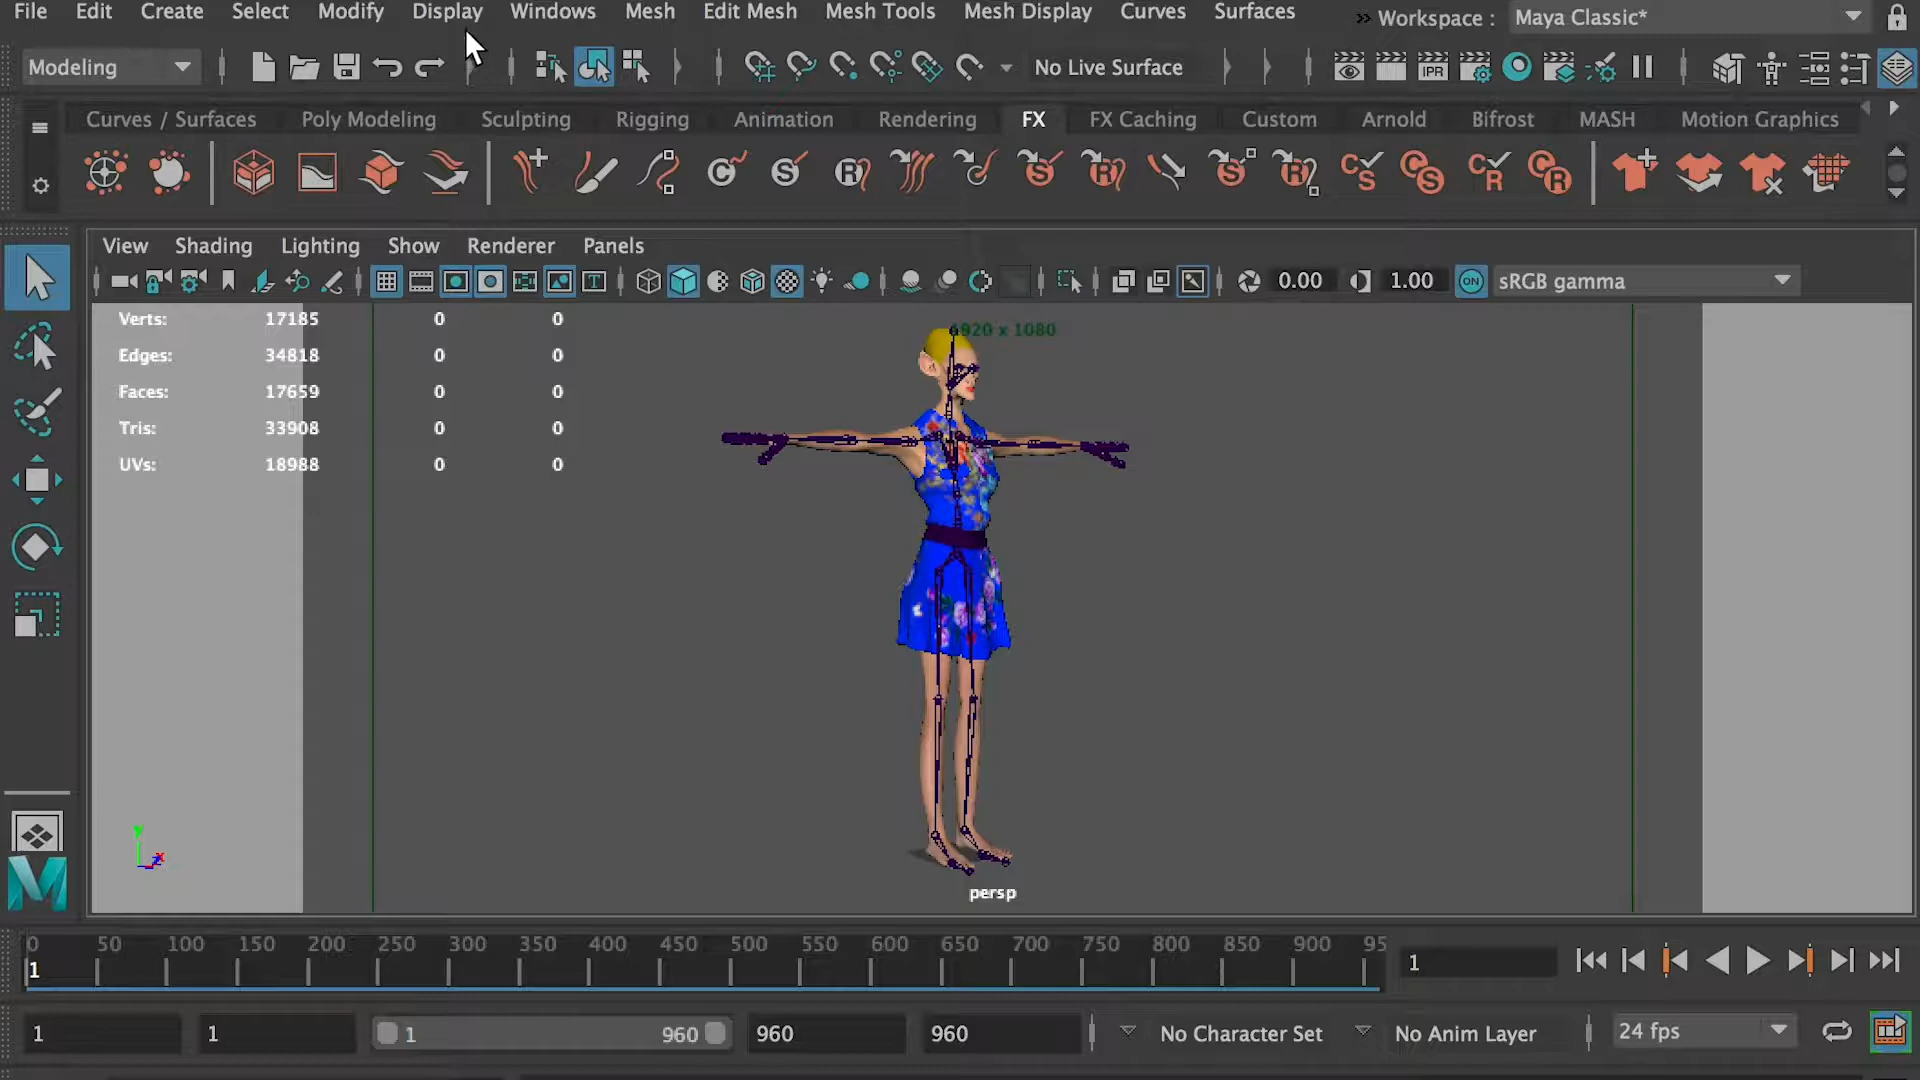 File Edit Create Select Modify Display Windows Mesh Edit Mesh Mesh Tools Mesh Display Curves Surfaces » Workspace : Maya Classic*
Modeling No Live Surface IPR
Curves / Surfaces Poly Modeling Sculpting Rigging Animation Rendering FX FX Caching Custom Arnold Bifrost MASH Motion Graphics
View Shading Lighting Show Renderer Panels
0.00 1.00 ON sRGB gamma
Verts: 17185 0 0
1920 x 1080
Edges: 34818 0 0
Faces: 17659 0 0
Tris: 33908 0 0
UVs: 18988 0 0
y
x
persp
0 50 100 150 200 250 300 350 400 450 500 550 600 650 700 750 800 850 900 95
1 1
1 1 1 960 960 960 No Character Set No Anim Layer 24 fps